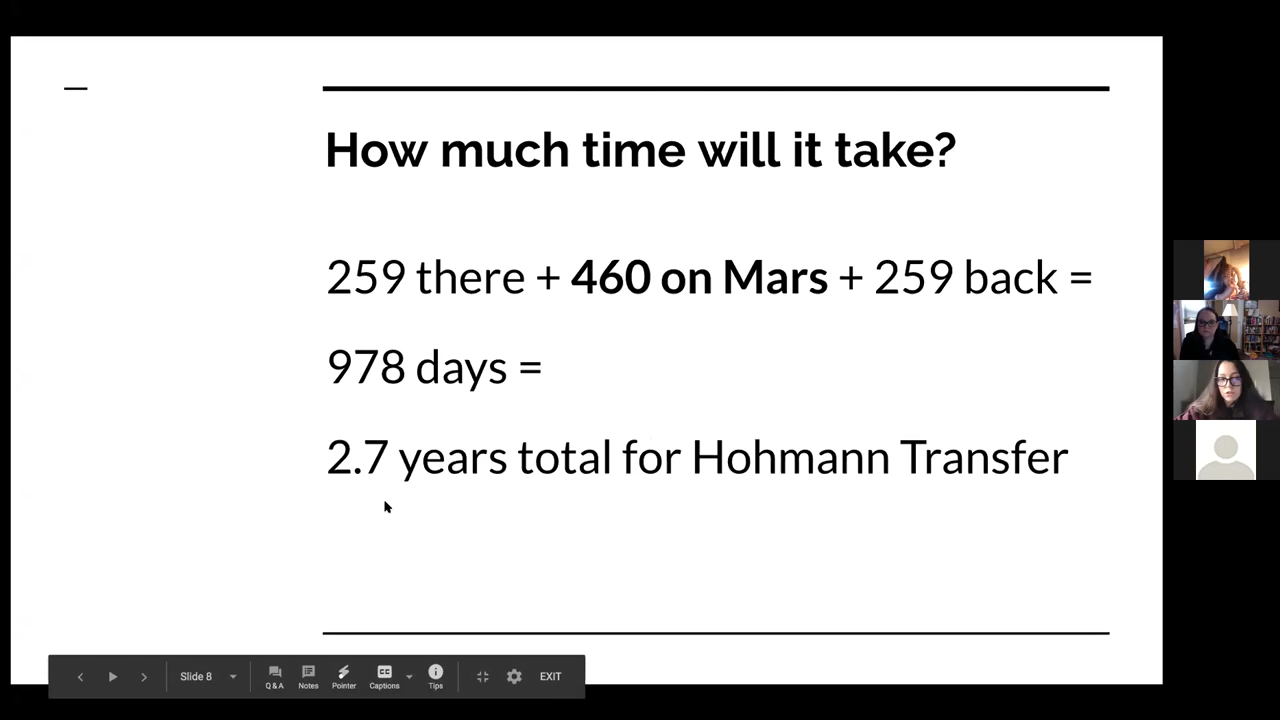 How much time will it take?
259 there + 460 on Mars + 259 back =
978 days =
2.7 years total for Hohmann Transfer
Slide 8
Q&A
Notes
Pointer
CC
Captions
Tips
EXIT